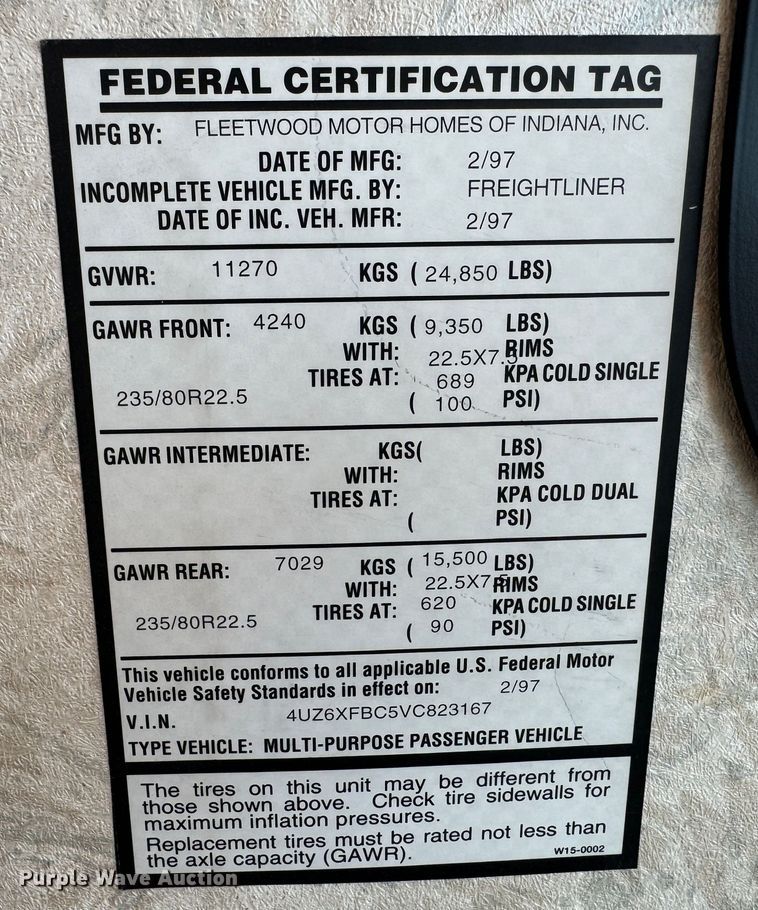 FEDERAL CERTIFICATION TAG
MFG BY: FLEETWOOD MOTOR HOMES OF INDIANA, INC.
DATE OF MFG: 2/97
INCOMPLETE VEHICLE MFG. BY: FREIGHTLINER
DATE OF INC. VEH. MFR: 2/97
GVWR: 11270 KGS ( 24,850 LBS)
GAWR FRONT: 4240 KGS ( 9,350 LBS)
WITH: 22.5X7.5 RIMS
TIRES AT: 689 KPA COLD SINGLE
235/80R22.5 ( 100 PSI)
GAWR INTERMEDIATE: KGS( LBS)
WITH: RIMS
TIRES AT: KPA COLD DUAL
( PSI)
GAWR REAR: 7029 KGS ( 15,500 LBS)
WITH: 22.5X7.5 RIMS
TIRES AT: 620 KPA COLD SINGLE
235/80R22.5 ( 90 PSI)
This vehicle conforms to all applicable U.S. Federal Motor
Vehicle Safety Standards in effect on: 2/97
V.I.N. 4UZ6XFBC5VC823167
TYPE VEHICLE: MULTI-PURPOSE PASSENGER VEHICLE
The tires on this unit may be different from
those shown above. Check tire sidewalls for
maximum inflation pressures.
Replacement tires must be rated not less than
the axle capacity (GAWR).
W15-0002
Purple Wave Auction